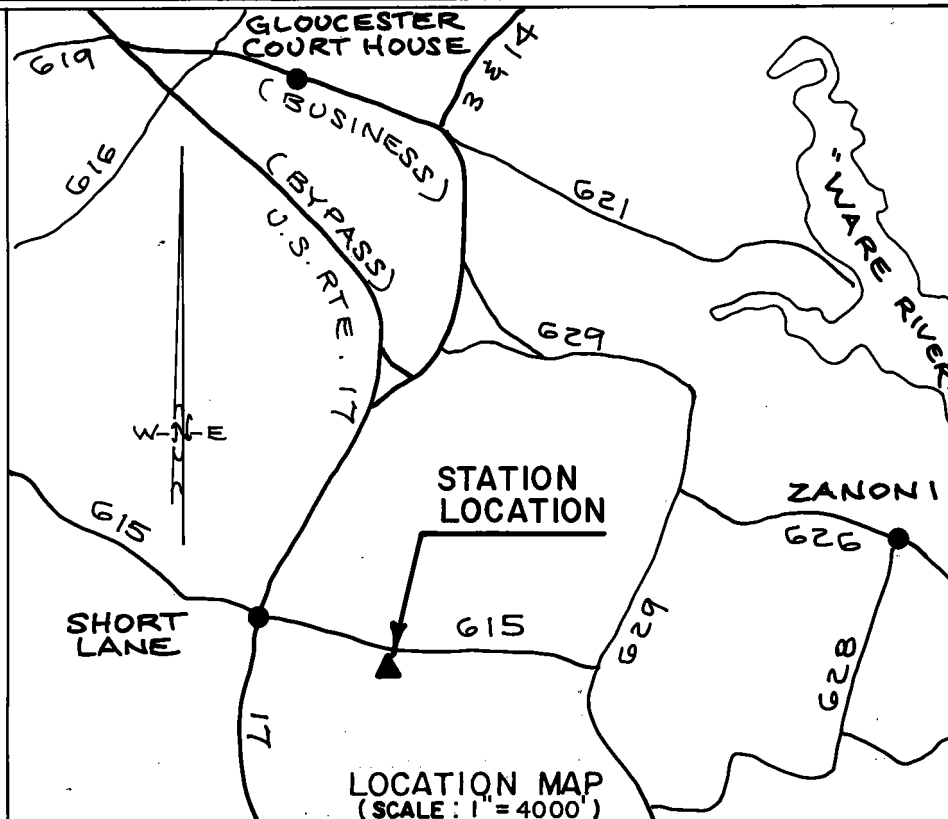 GLOUCESTER
COURT HOUSE
619
3 & 14
(BUSINESS)
616
(BYPASS)
621
"WARE RIVER
U.S. RTE. 17
629
W-N-E
STATION
LOCATION
ZANONI
615
626
SHORT
LANE
615
629
628
17
LOCATION MAP
(SCALE: 1" = 4000')